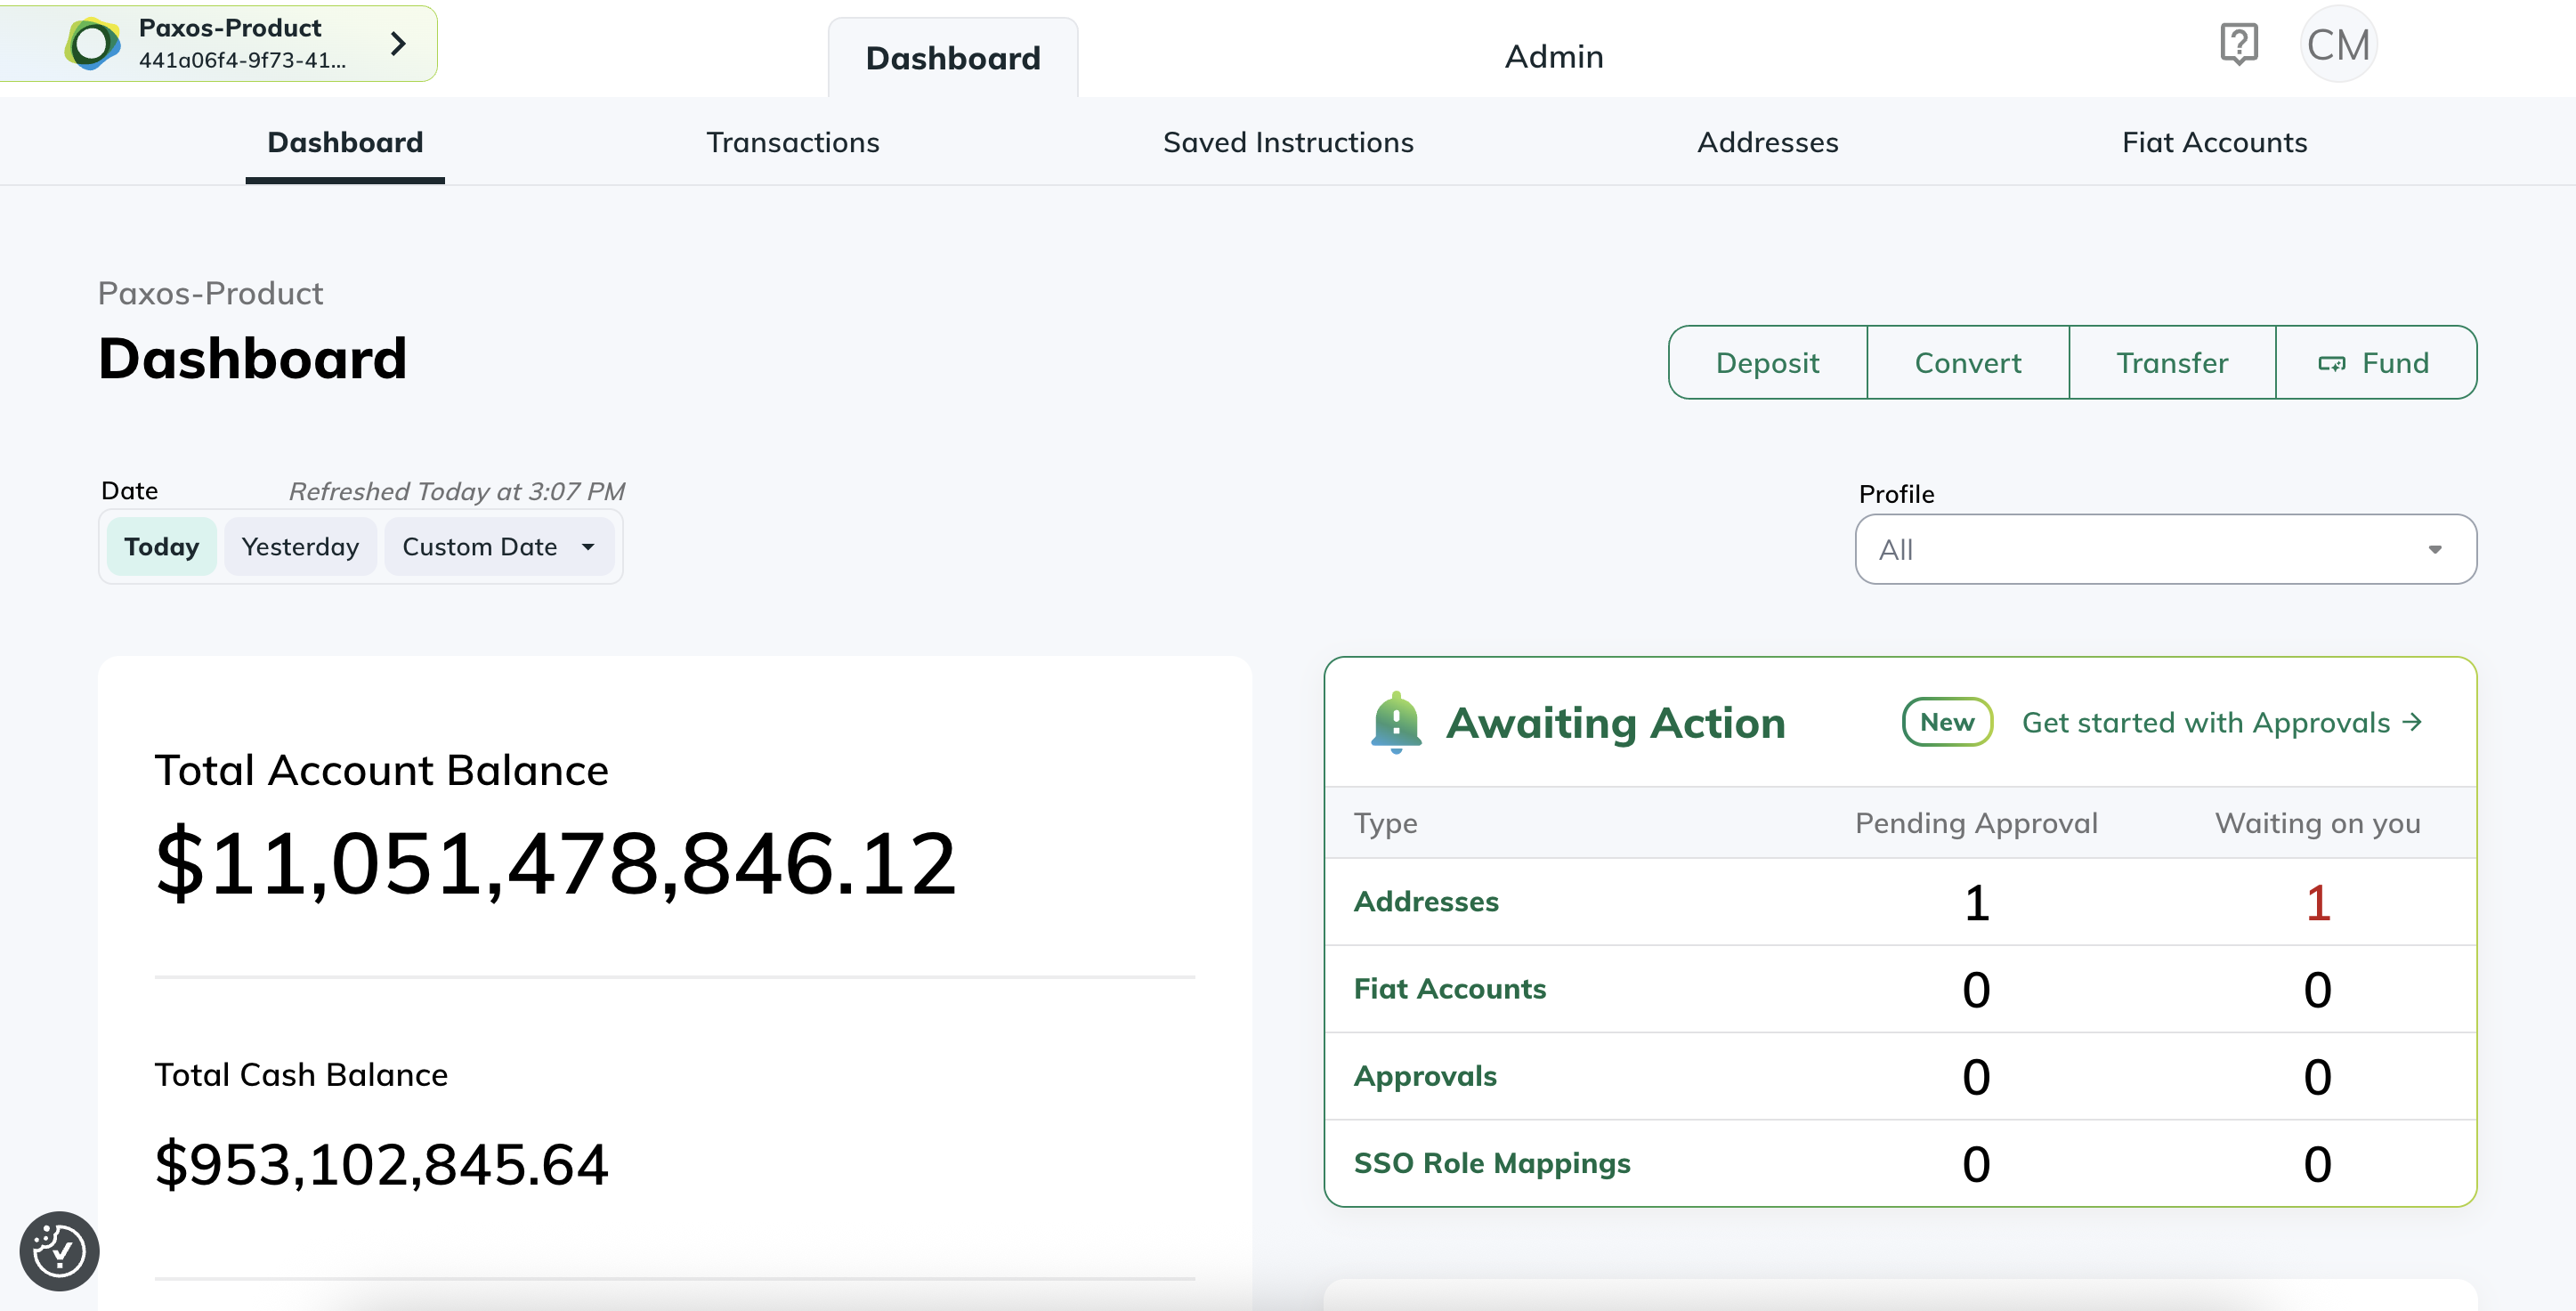 Paxos-Product
441a06f4-9f73-41...
Dashboard
Admin
CM
Dashboard
Transactions
Saved Instructions
Addresses
Fiat Accounts
Paxos-Product
Dashboard
Deposit
Convert
Transfer
Fund
Date
Refreshed Today at 3:07 PM
Today
Yesterday
Custom Date
Profile
All
Total Account Balance
$11,051,478,846.12
Total Cash Balance
$953,102,845.64
Awaiting Action
New
Get started with Approvals →
Type Pending Approval Waiting on you
Addresses 1 1
Fiat Accounts 0 0
Approvals 0 0
SSO Role Mappings 0 0